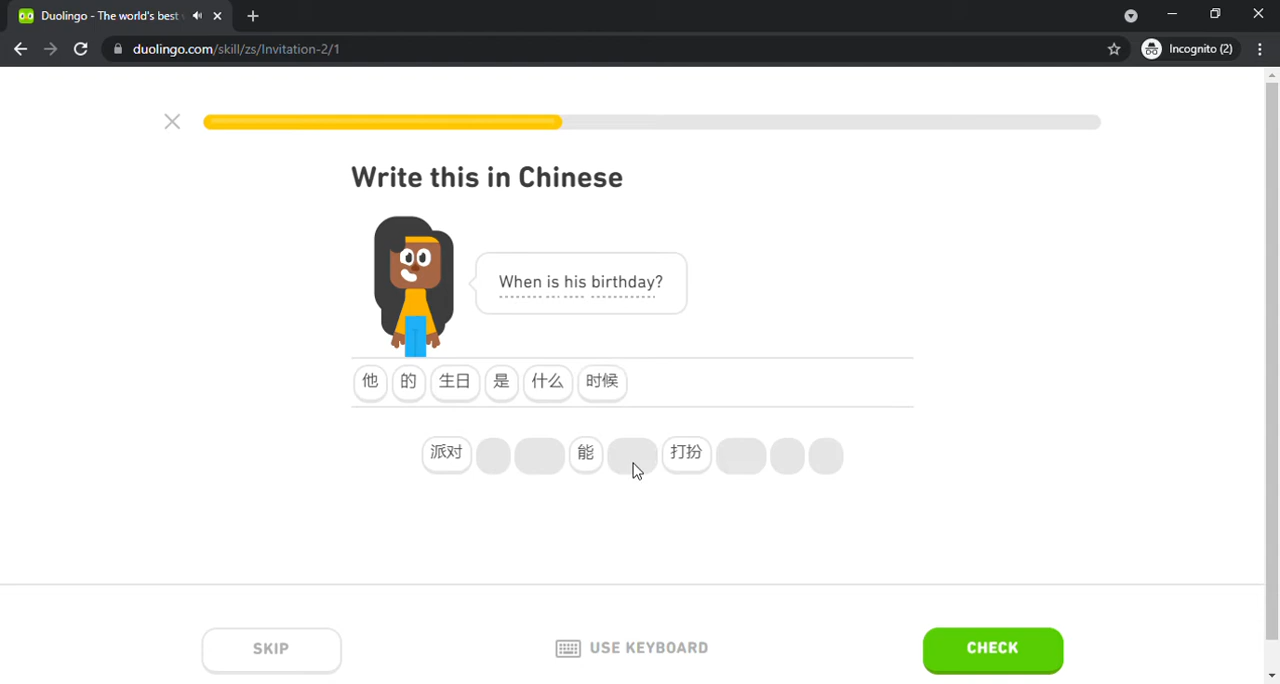 Duolingo - The world's best
duolingo.com/skill/zs/Invitation-2/1
Incognito (2)
Write this in Chinese
When is his birthday?
他 的 生日 是 什么 时候
派对 能 打扮
SKIP
USE KEYBOARD
CHECK